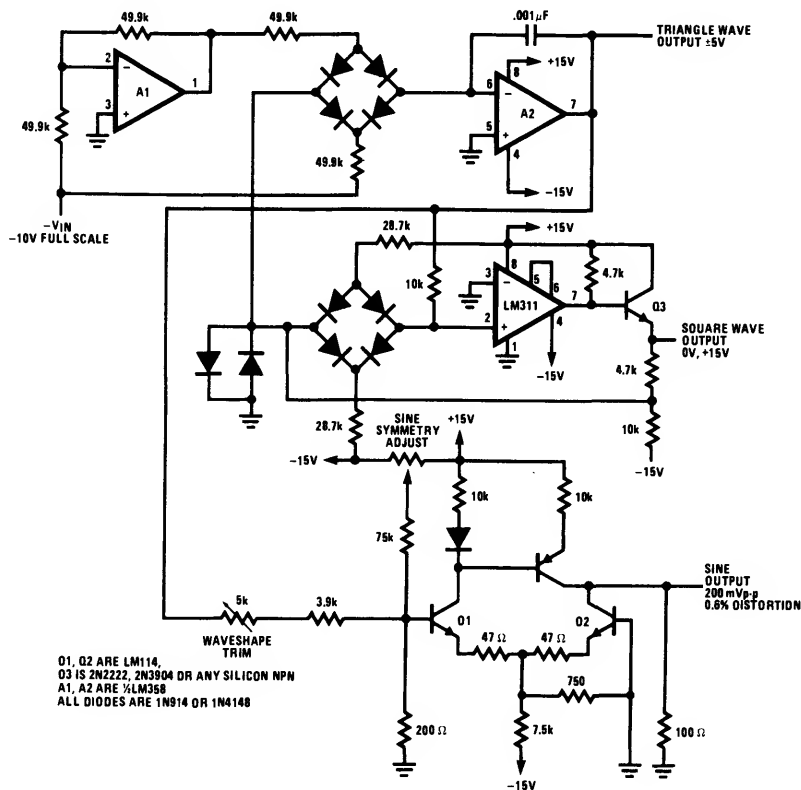 49.9k
49.9k
.001μF
TRIANGLE WAVE
OUTPUT ±5V
2
−
A1
1
3
+
49.9k
+15V
8
6
−
A2
7
5
+
4
49.9k
−15V
−VIN
−10V FULL SCALE
28.7k
+15V
10k
3
−
8
5
6
LM311
7
2
+
4
1
−15V
4.7k
Q3
SQUARE WAVE
OUTPUT
0V, +15V
4.7k
10k
−15V
28.7k
SINE
SYMMETRY
ADJUST
−15V
+15V
10k
10k
75k
SINE
OUTPUT
200 mVp-p
0.6% DISTORTION
5k
WAVESHAPE
TRIM
3.9k
Q1
47 Ω
47 Ω
Q2
750
Q1, Q2 ARE LM114,
Q3 IS 2N2222, 2N3904 OR ANY SILICON NPN
A1, A2 ARE ½LM358
ALL DIODES ARE 1N914 OR 1N4148
200 Ω
7.5k
100 Ω
−15V